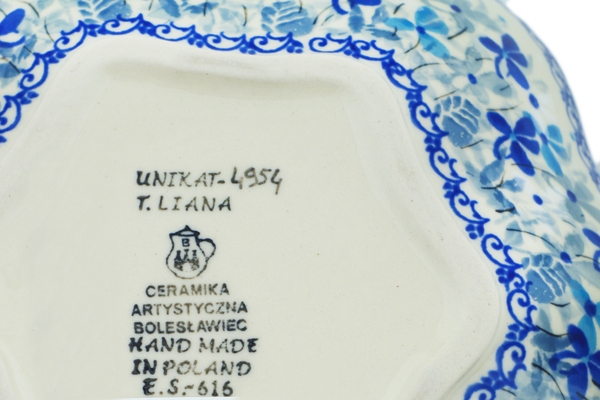 UNIKAT-4954
T. LIANA
B
CERAMIKA
ARTYSTYCZNA
BOLESŁAWIEC
HAND MADE
IN POLAND
E.S.-616